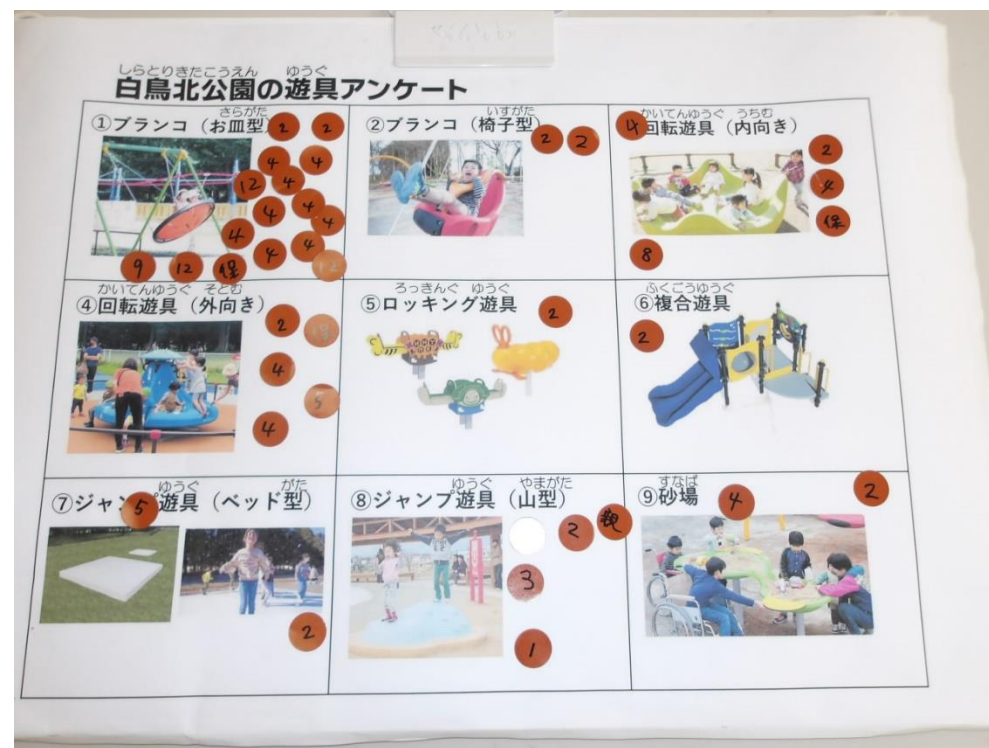 しらとりきたこうえん ゆうぐ
白鳥北公園の遊具アンケート
さらがた
①ブランコ（お皿型）
2 2
4 4
12 4
4 4
4 4
4 4
9 12 保 12
いすがた
②ブランコ（椅子型）
2 2
かいてんゆうぐ うちむ
回転遊具（内向き）
4
2
4
保
8
かいてんゆうぐ そとむ
④回転遊具（外向き）
2
4
5
4
ろっきんぐ ゆうぐ
⑤ロッキング遊具
2
ふくごうゆうぐ
⑥複合遊具
2
ゆうぐ がた
⑦ジャンプ遊具（ベッド型）
5
2
ゆうぐ やまがた
⑧ジャンプ遊具（山型）
2 親
3
1
すなば
⑨砂場
4 2